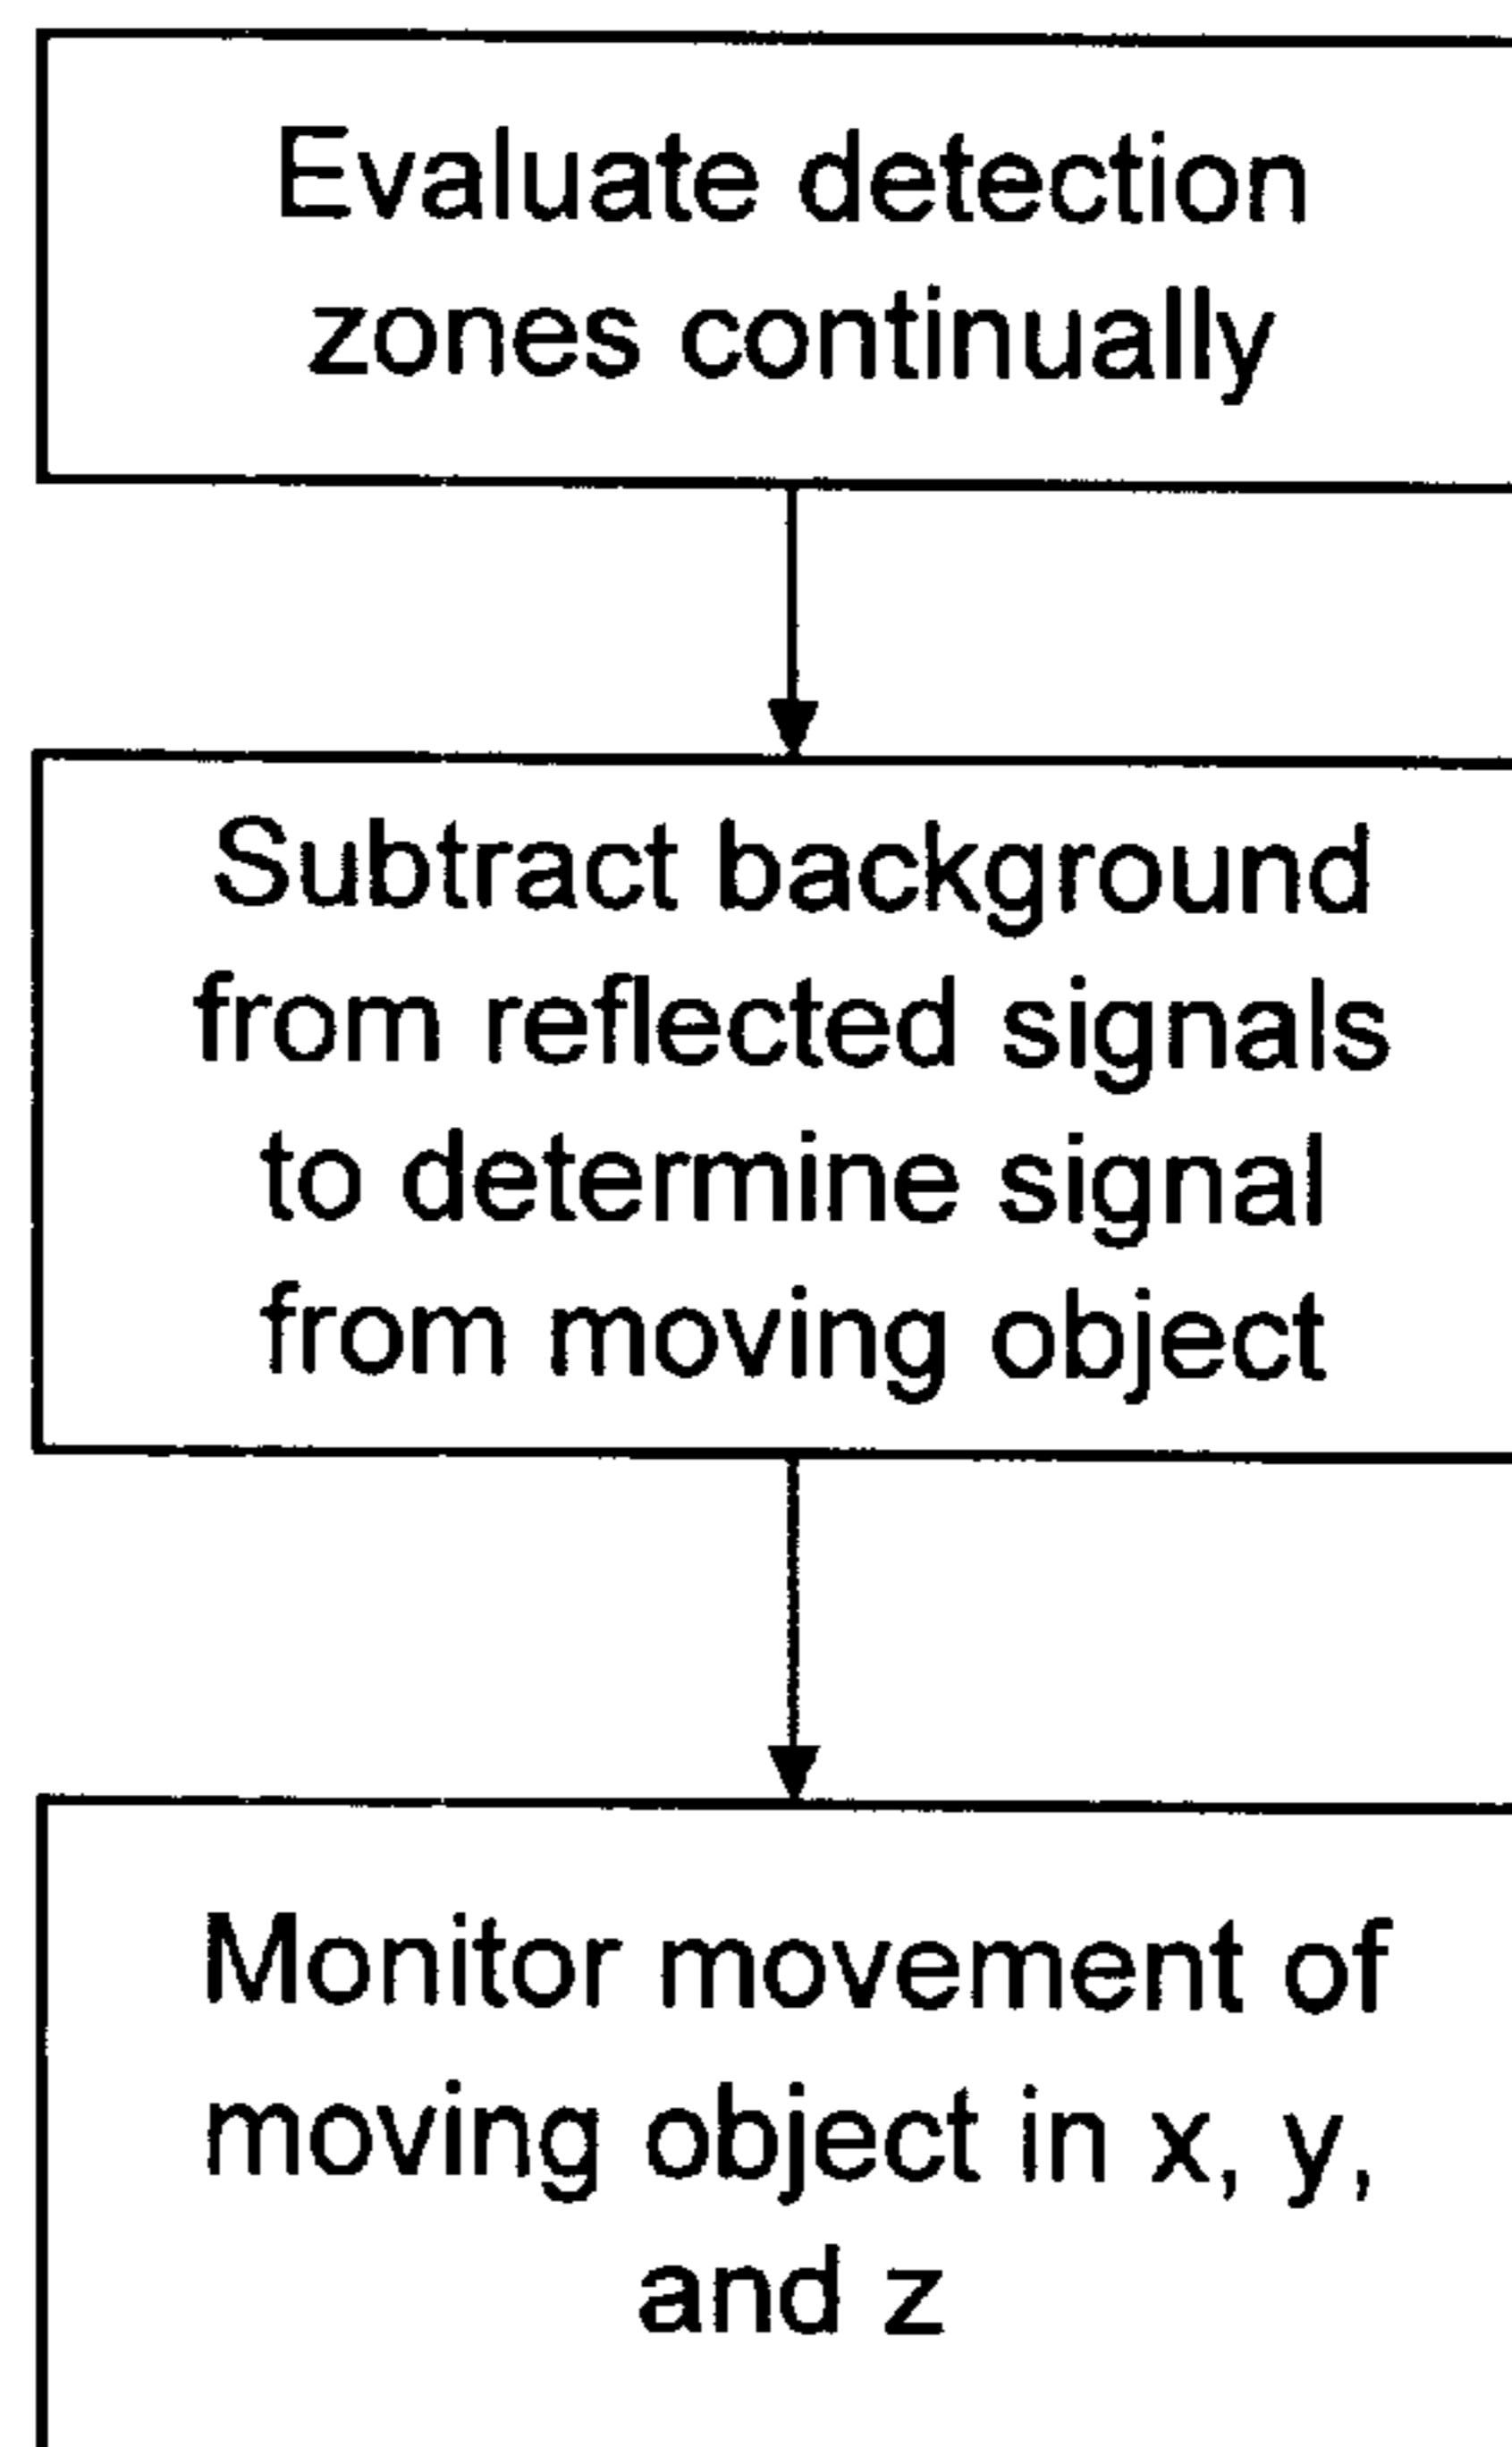 Evaluate detection
zones continually
Subtract background
from reflected signals
to determine signal
from moving object
Monitor movement of
moving object in x, y,
and z